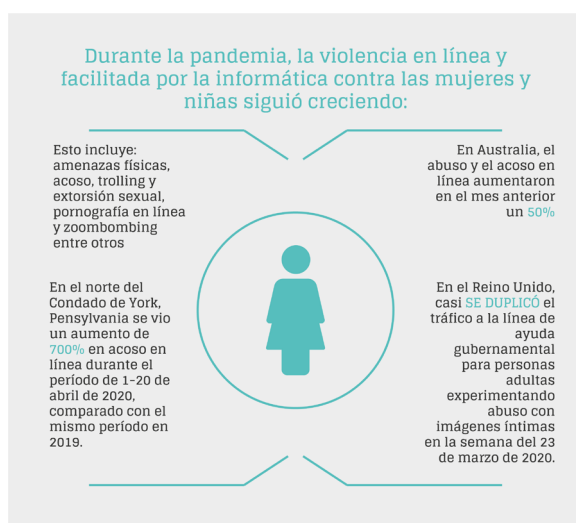 Durante la pandemia, la violencia en línea y
facilitada por la informática contra las mujeres y
niñas siguió creciendo:
Esto incluye:
amenazas físicas,
acoso, trolling y
extorsión sexual,
pornografía en línea
y zoombombing
entre otros
En Australia, el
abuso y el acoso en
línea aumentaron
en el mes anterior
un 50%
En el norte del
Condado de York,
Pensylvania se vio
un aumento de
700% en acoso en
línea durante el
período de 1-20 de
abril de 2020,
comparado con el
mismo período en
2019.
En el Reino Unido,
casi SE DUPLICÓ el
tráfico a la línea de
ayuda
gubernamental
para personas
adultas
experimentando
abuso con
imágenes íntimas
en la semana del 23
de marzo de 2020.